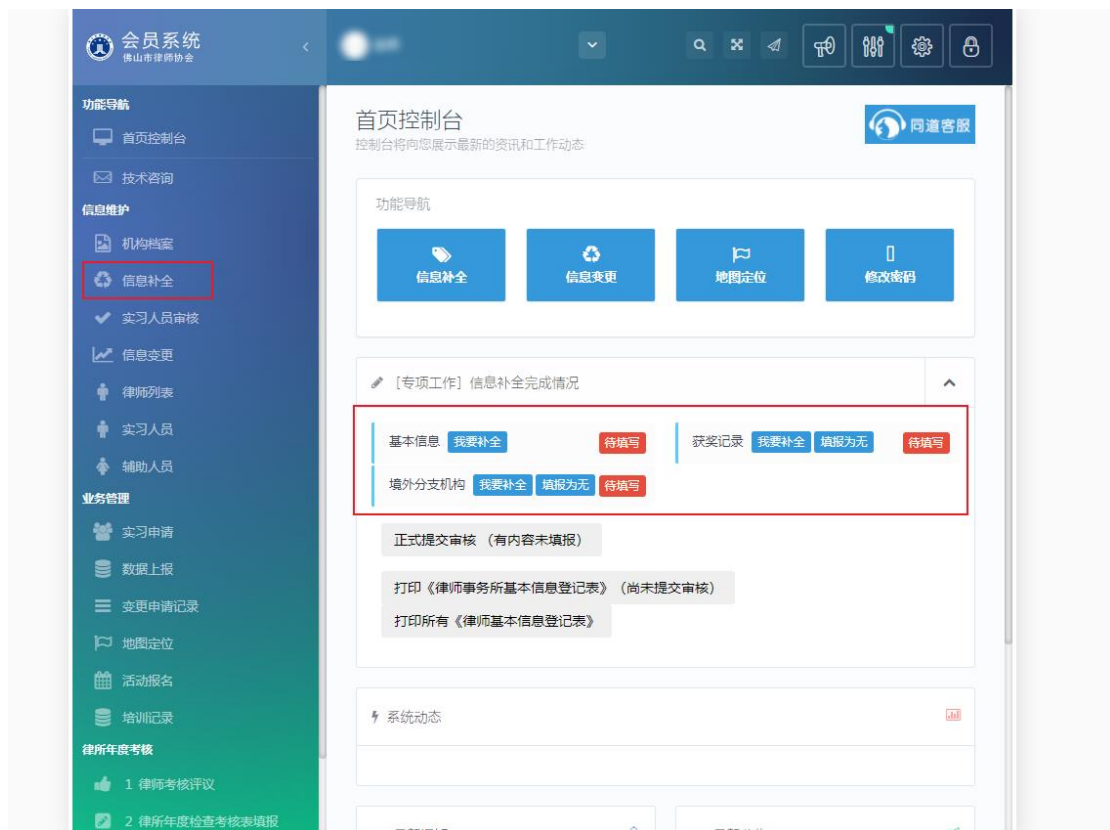 会员系统
佛山市律师协会
功能导航
首页控制台
技术咨询
信息维护
机构档案
信息补全
实习人员审核
信息变更
律师列表
实习人员
辅助人员
业务管理
实习申请
数据上报
变更申请记录
地图定位
活动报名
培训记录
律所年度考核
1 律师考核评议
2 律所年度检查考核表填报
首页控制台
控制台将向您展示最新的资讯和工作动态
同道客服
功能导航
信息补全 信息变更 地图定位 修改密码
[专项工作] 信息补全完成情况
基本信息 我要补全 待填写 获奖记录 我要补全 填报为无 待填写
境外分支机构 我要补全 填报为无 待填写
正式提交审核 （有内容未填报）
打印《律师事务所基本信息登记表》（尚未提交审核）
打印所有《律师基本信息登记表》
系统动态